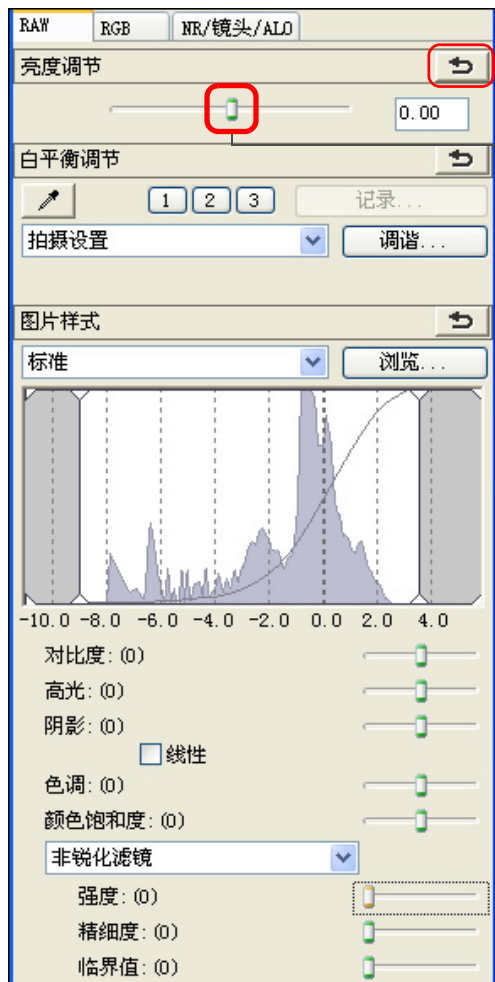 RAW RGB NR/镜头/ALO
亮度调节
0.00
白平衡调节
1 2 3 记录...
拍摄设置 调谐...
图片样式
标准 浏览...
-10.0 -8.0 -6.0 -4.0 -2.0 0.0 2.0 4.0
对比度: (0)
高光: (0)
阴影: (0)
线性
色调: (0)
颜色饱和度: (0)
非锐化滤镜
强度: (0)
精细度: (0)
临界值: (0)